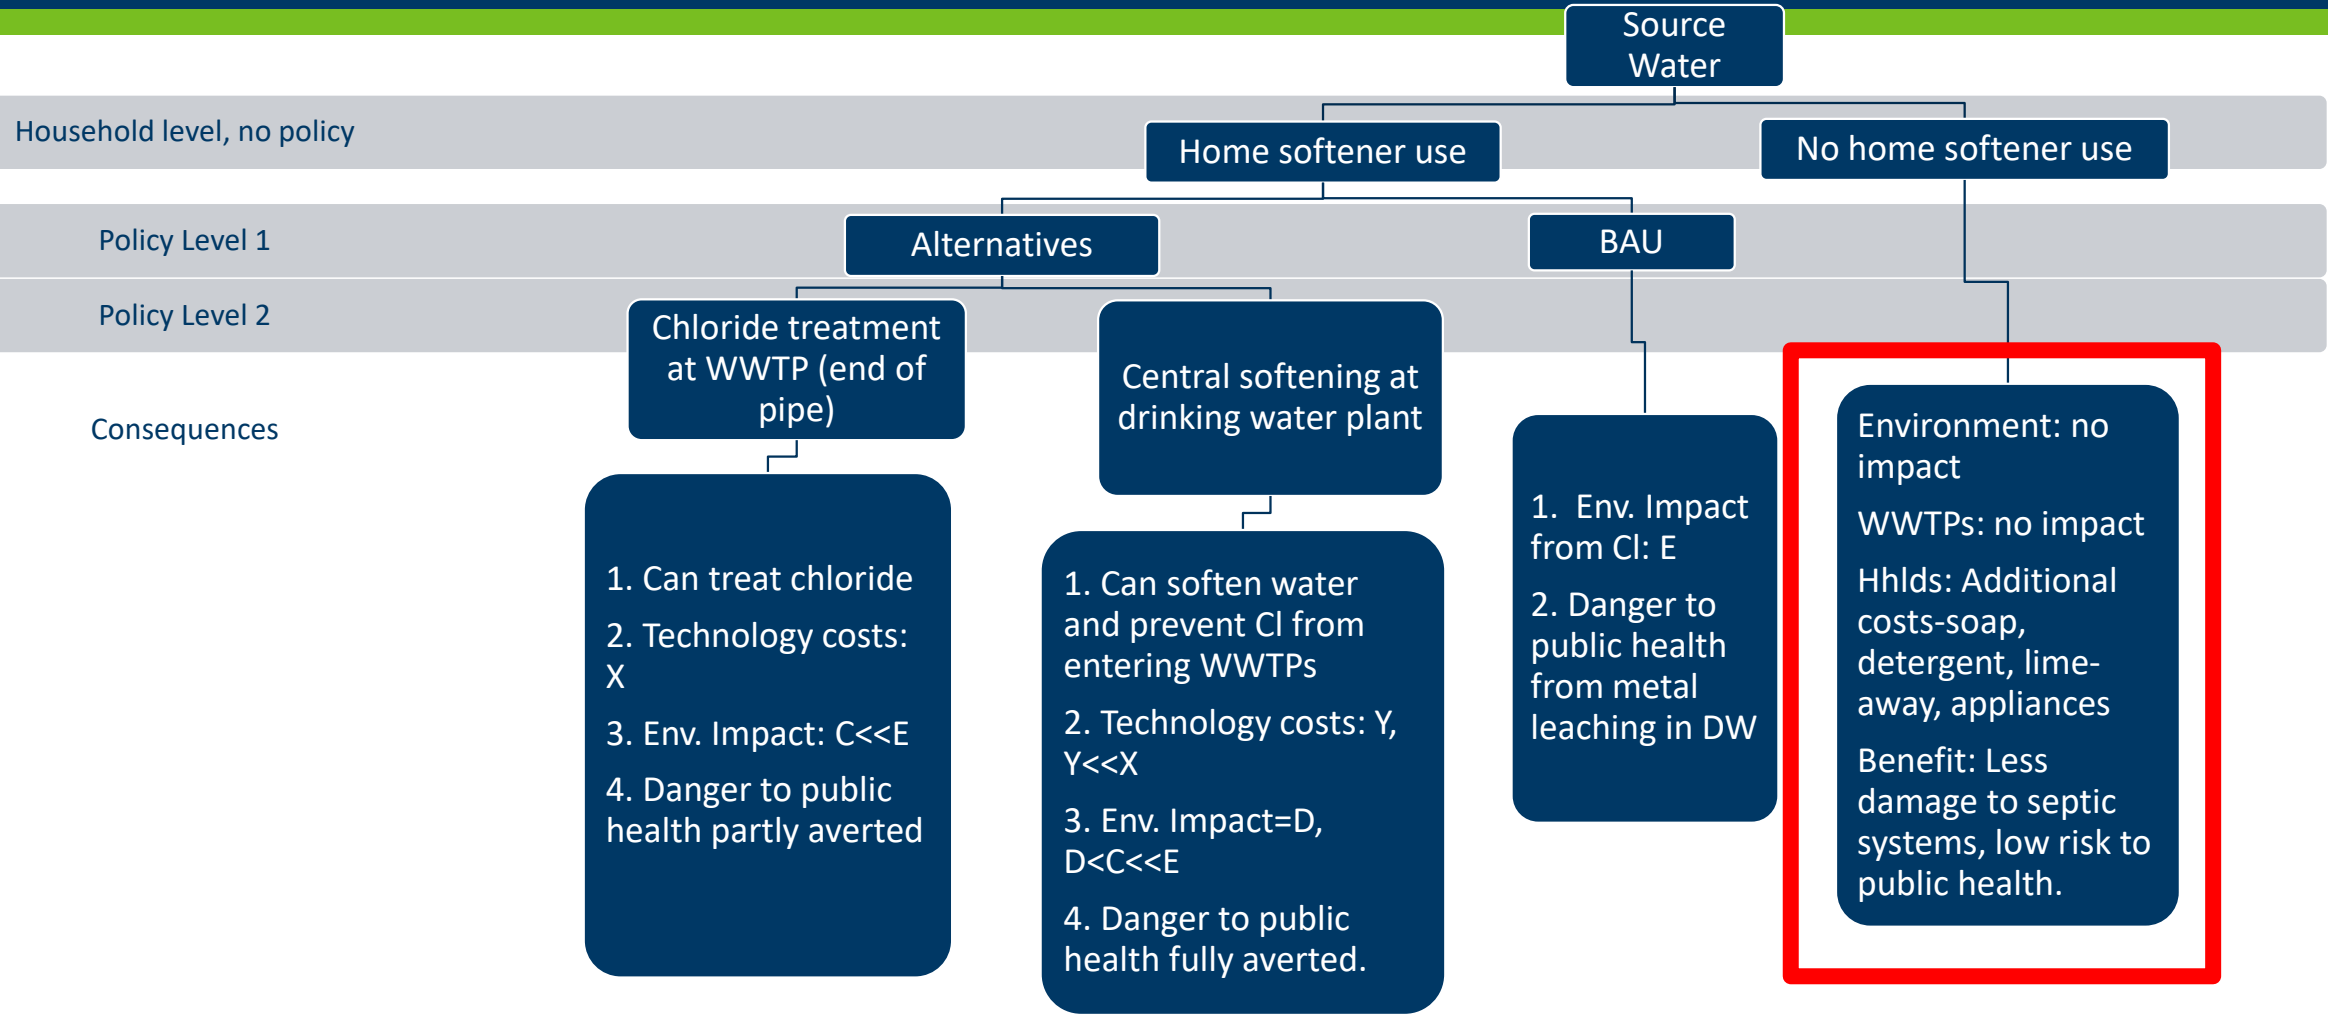 Source
Water
Household level, no policy
Home softener use
No home softener use
Policy Level 1
Alternatives
BAU
Policy Level 2
Chloride treatment
at WWTP (end of
pipe)
Central softening at
drinking water plant
Consequences
1. Can treat chloride
2. Technology costs:
X
3. Env. Impact: C<<E
4. Danger to public
health partly averted
1. Can soften water
and prevent Cl from
entering WWTPs
2. Technology costs: Y,
Y<<X
3. Env. Impact=D,
D<C<<E
4. Danger to public
health fully averted.
1. Env. Impact
from Cl: E
2. Danger to
public health
from metal
leaching in DW
Environment: no
impact
WWTPs: no impact
Hhlds: Additional
costs-soap,
detergent, lime-
away, appliances
Benefit: Less
damage to septic
systems, low risk to
public health.